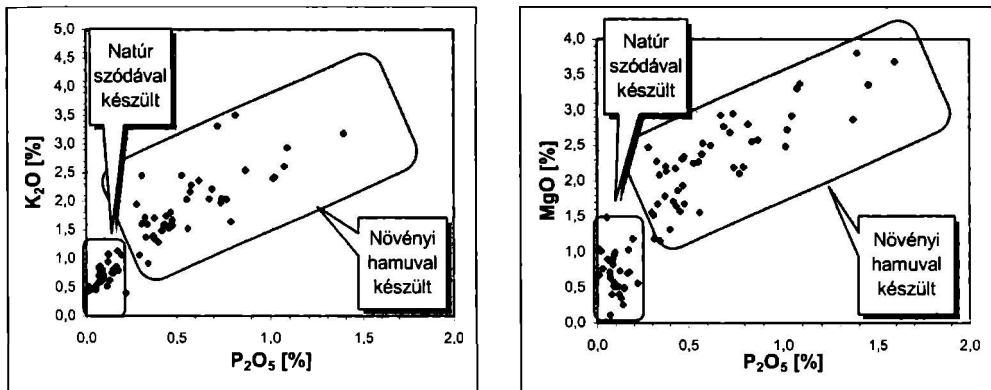 5,0
4,5
4,0
3,5
3,0
2,5
2,0
1,5
1,0
0,5
0,0
K₂O [%]
Natúr
szódával
készült
Növényi
hamuval
készült
0,0 0,5 1,0 1,5 2,0
P₂O₅ [%]
4,0
3,5
3,0
2,5
2,0
1,5
1,0
0,5
0,0
MgO [%]
Natúr
szódával
készült
Növényi
hamuval
készült
0,0 0,5 1,0 1,5 2,0
P₂O₅ [%]